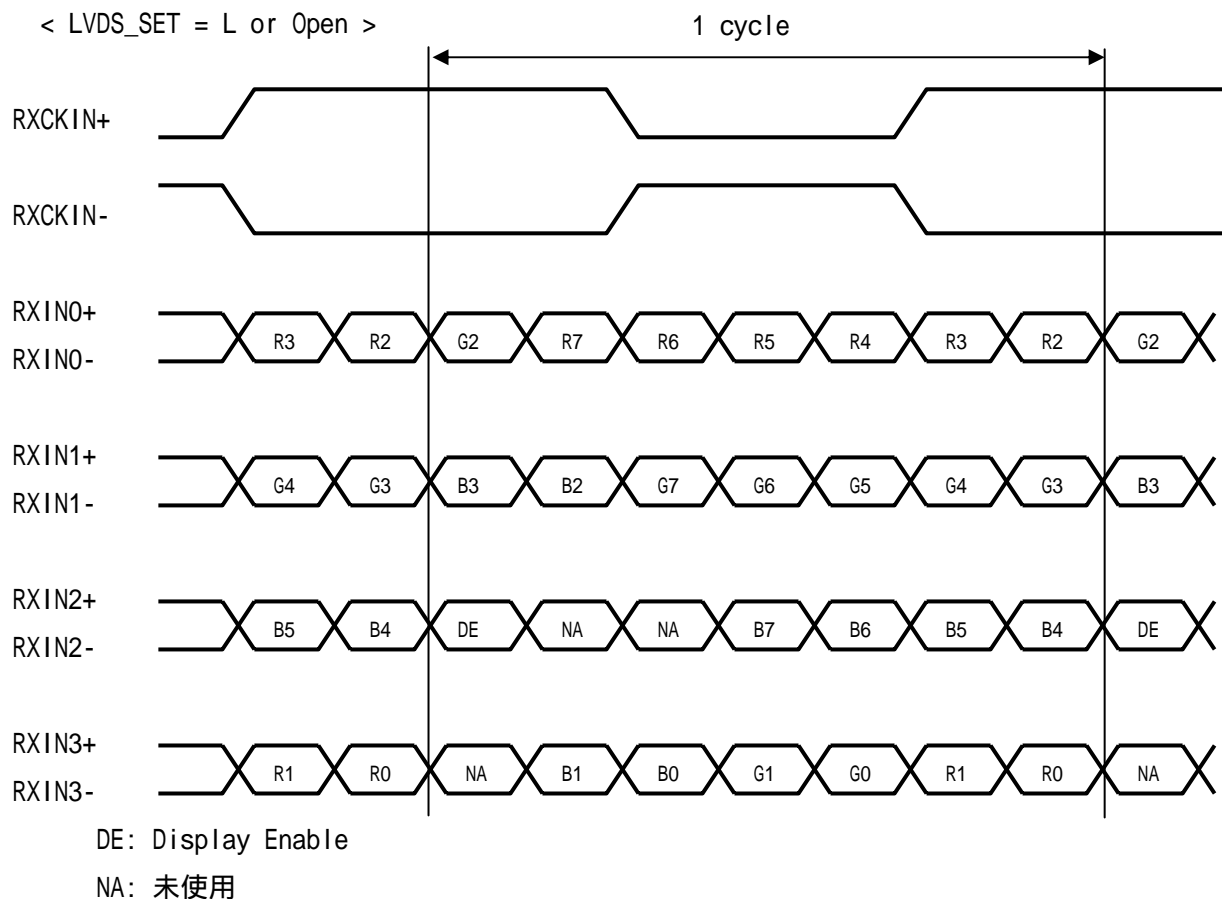 < LVDS_SET = L or Open >
1 cycle
RXCKIN+
RXCKIN-
RXIN0+
RXIN0-
R3 R2 G2 R7 R6 R5 R4 R3 R2 G2
RXIN1+
RXIN1-
G4 G3 B3 B2 G7 G6 G5 G4 G3 B3
RXIN2+
RXIN2-
B5 B4 DE NA NA B7 B6 B5 B4 DE
RXIN3+
RXIN3-
R1 R0 NA B1 B0 G1 G0 R1 R0 NA
DE: Display Enable
NA: 未使用